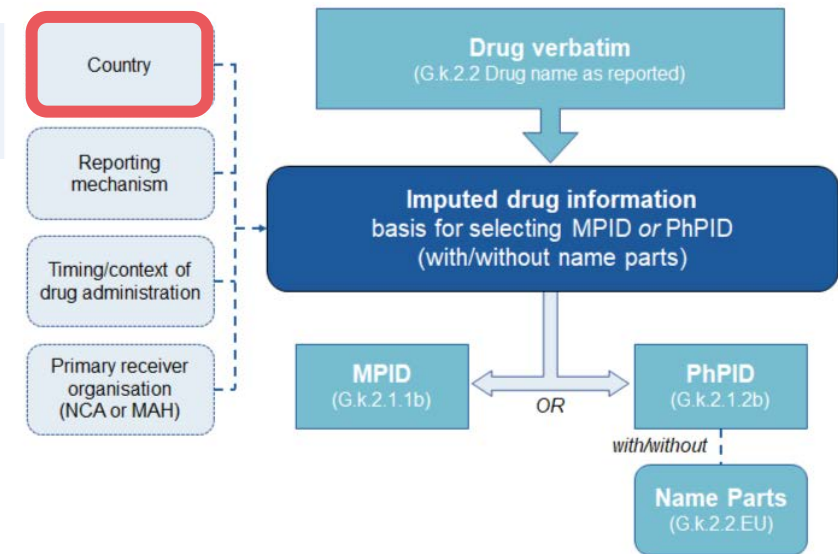 Country
Reporting
mechanism
Timing/context of
drug administration
Primary receiver
organisation
(NCA or MAH)
Drug verbatim
(G.k.2.2 Drug name as reported)
Imputed drug information
basis for selecting MPID or PhPID
(with/without name parts)
MPID
(G.k.2.1.1b)
OR
PhPID
(G.k.2.1.2b)
with/without
Name Parts
(G.k.2.2.EU)